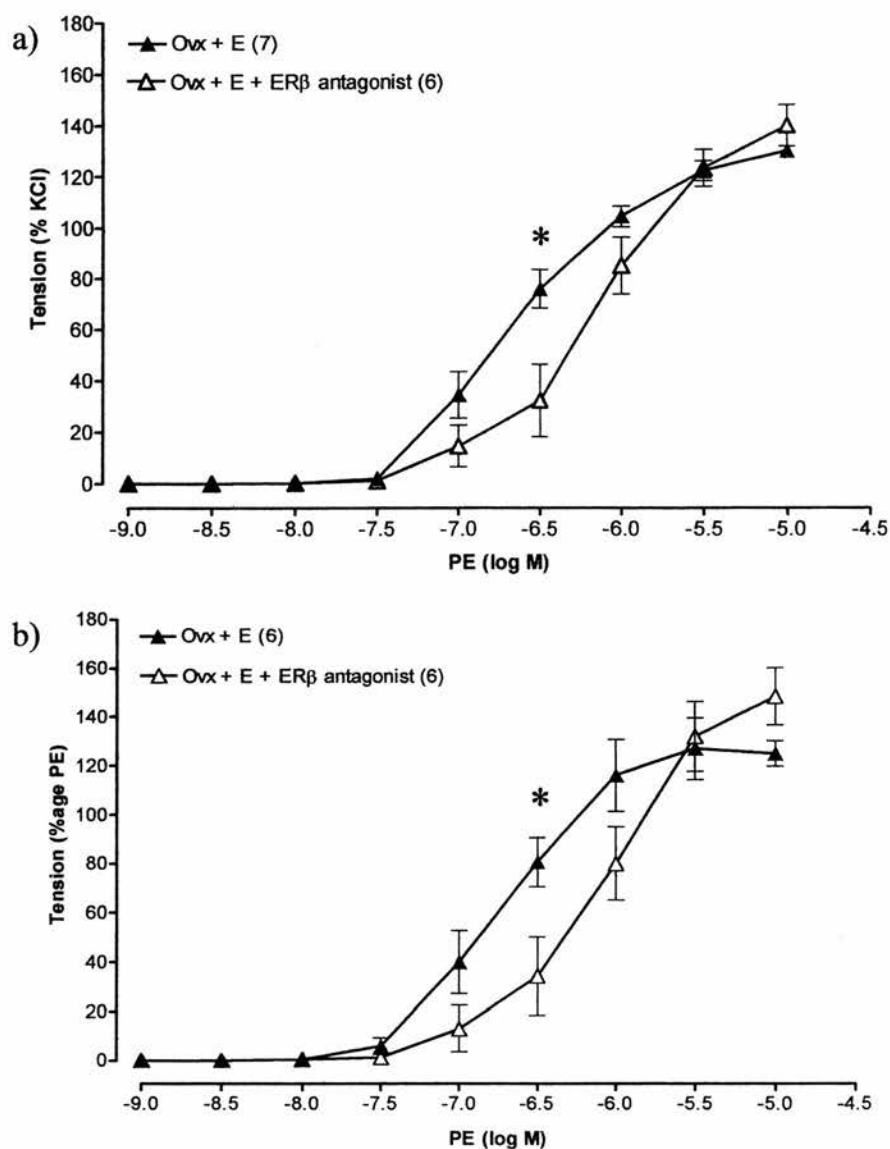 a)
180
▲ Ovx + E (7)
160
△ Ovx + E + ERβ antagonist (6)
140
120
100
80
60
40
20
0
Tension (% KCl)
*
-9.0 -8.5 -8.0 -7.5 -7.0 -6.5 -6.0 -5.5 -5.0 -4.5
PE (log M)
b)
180
▲ Ovx + E (6)
160
△ Ovx + E + ERβ antagonist (6)
140
120
100
80
60
40
20
0
Tension (%age PE)
*
-9.0 -8.5 -8.0 -7.5 -7.0 -6.5 -6.0 -5.5 -5.0 -4.5
PE (log M)